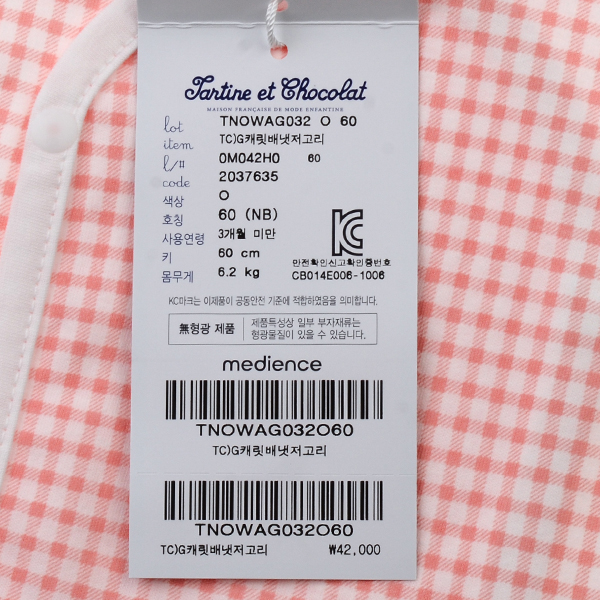 Tartine et Chocolat
MAISON FRANÇAISE DE MODE ENFANTINE
lot TNOWAG032 O 60
item TC)G캐릿배냇저고리
l/# 0M042H0 60
code 2037635
색상 O
호칭 60 (NB)
사용연령 3개월 미만
키 60 cm
몸무게 6.2 kg
안전확인신고확인증번호
CB014E006-1006
KC마크는 이제품이 공통안전 기준에 적합하였음을 의미합니다.
無형광 제품
제품특성상 일부 부자재류는
형광물질이 있을 수 있습니다.
medience
TNOWAG032O60
TC)G캐릿배냇저고리
TNOWAG032O60
TC)G캐릿배냇저고리 ₩42,000